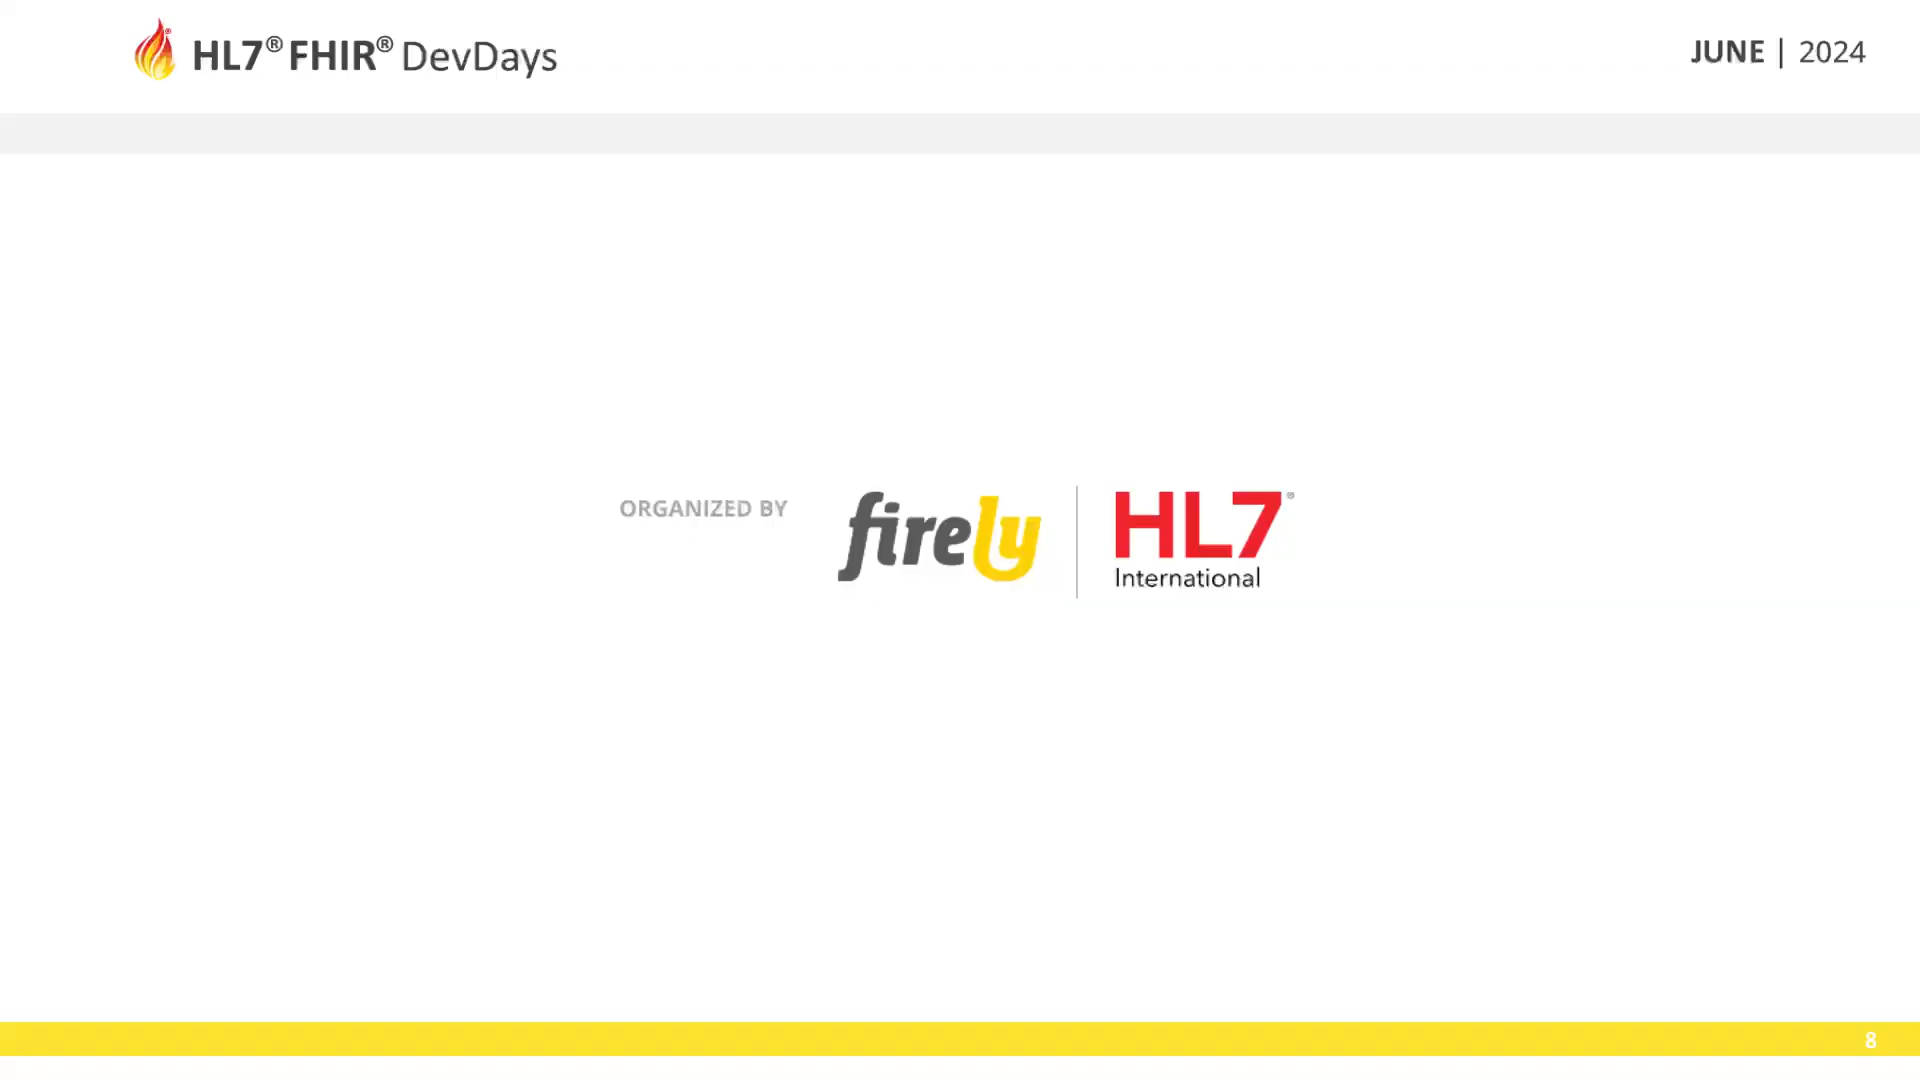 HL7® FHIR® DevDays
JUNE | 2024
ORGANIZED BY
firely
HL7®
International
8